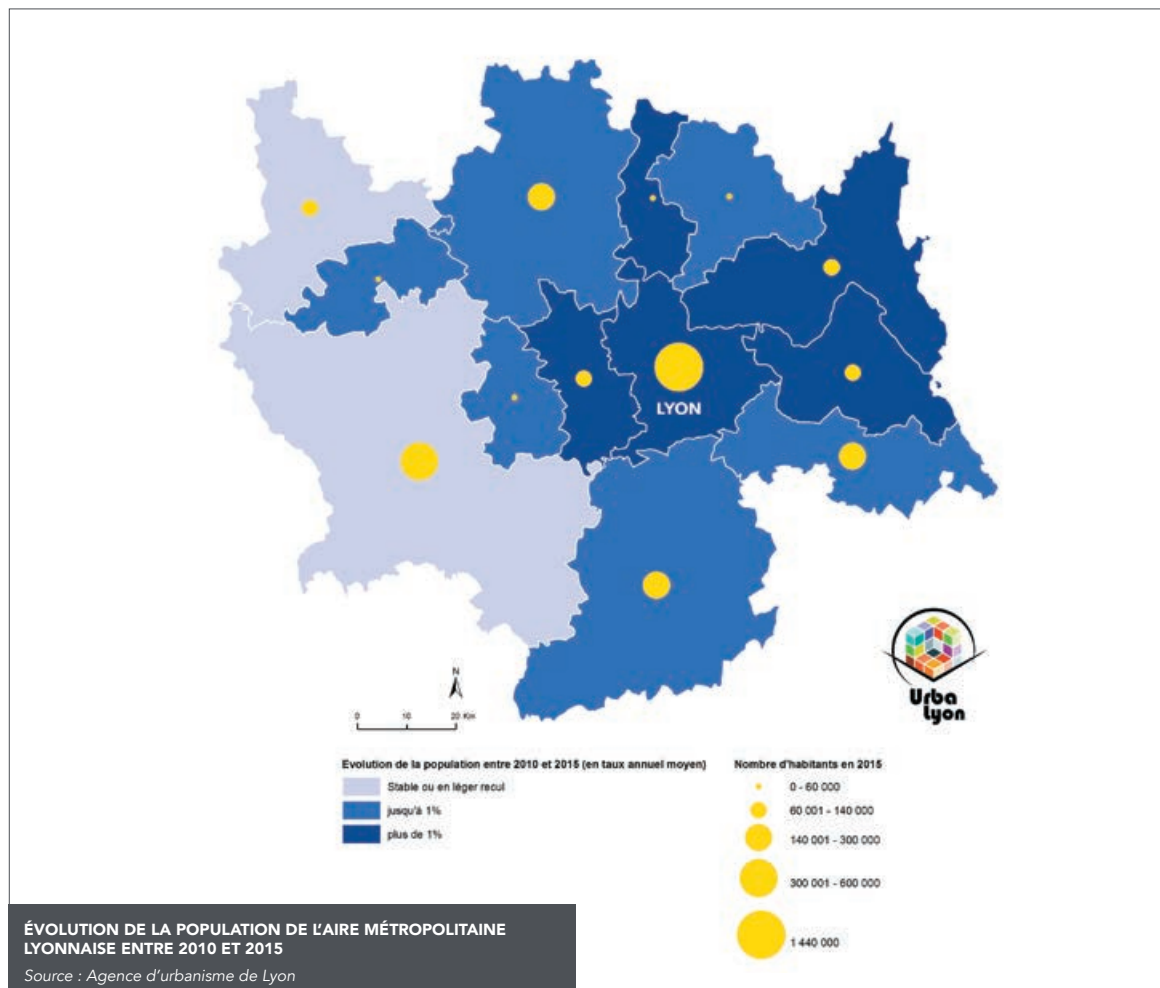 LYON
N
0 10 20 Km
Urba
Lyon
Evolution de la population entre 2010 et 2015 (en taux annuel moyen)
Stable ou en léger recul
jusqu'à 1%
plus de 1%
Nombre d'habitants en 2015
0 - 60 000
60 001 - 140 000
140 001 - 300 000
300 001 - 600 000
1 440 000
ÉVOLUTION DE LA POPULATION DE L'AIRE MÉTROPOLITAINE
LYONNAISE ENTRE 2010 ET 2015
Source : Agence d'urbanisme de Lyon